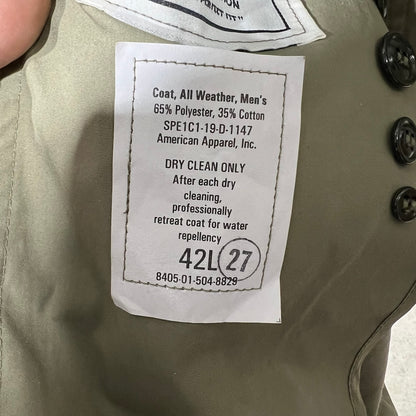 Coat, All Weather, Men's
65% Polyester, 35% Cotton
SPE1C1-19-D-1147
American Apparel, Inc.
DRY CLEAN ONLY
After each dry
cleaning,
professionally
retreat coat for water
repellency
42L 27
8405-01-504-8829